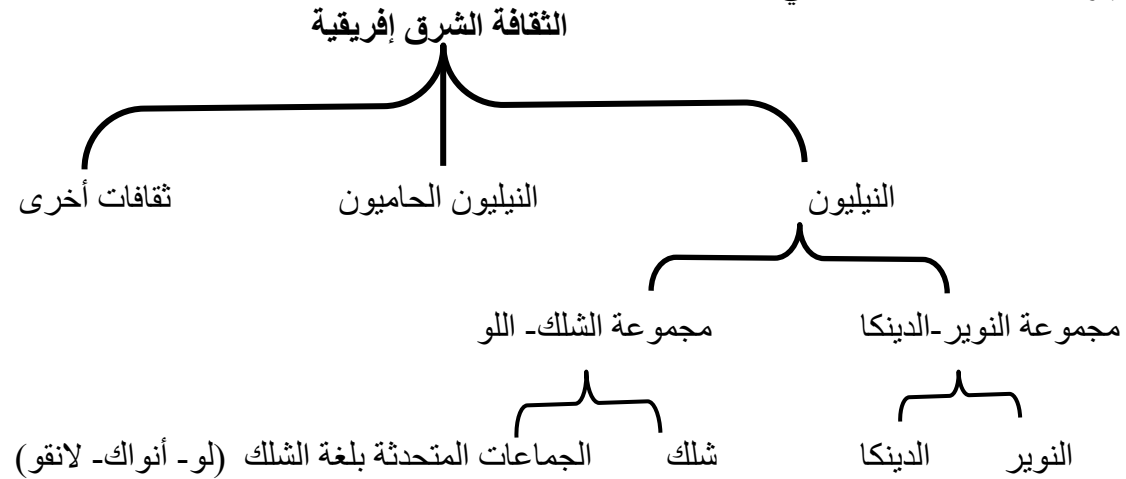 الثقافة الشرق إفريقية
النيليون النيليون الحاميون ثقافات أخرى
مجموعة النوير-الدينكا مجموعة الشلك- اللو
النوير الدينكا شلك الجماعات المتحدثة بلغة الشلك (لو- أنواك- لانقو)